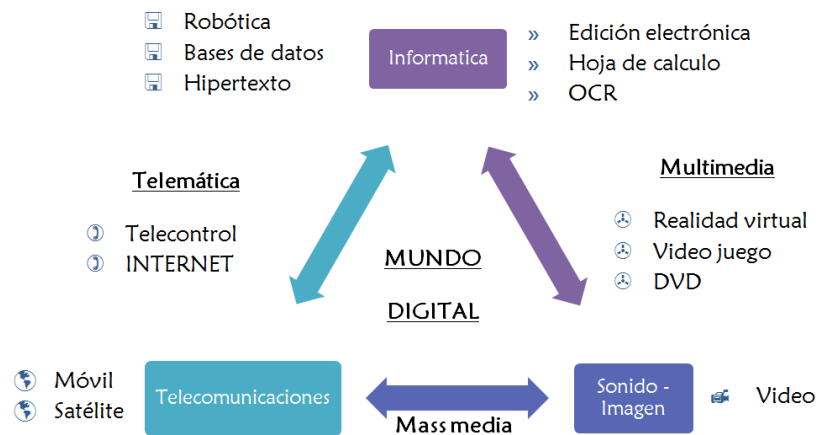 Robótica
Bases de datos
Hipertexto
Informatica
» Edición electrónica
» Hoja de calculo
» OCR
Telemática
Telecontrol
INTERNET
Multimedia
Realidad virtual
Video juego
DVD
MUNDO
DIGITAL
Móvil
Satélite
Telecomunicaciones
Mass media
Sonido -
Imagen
Video